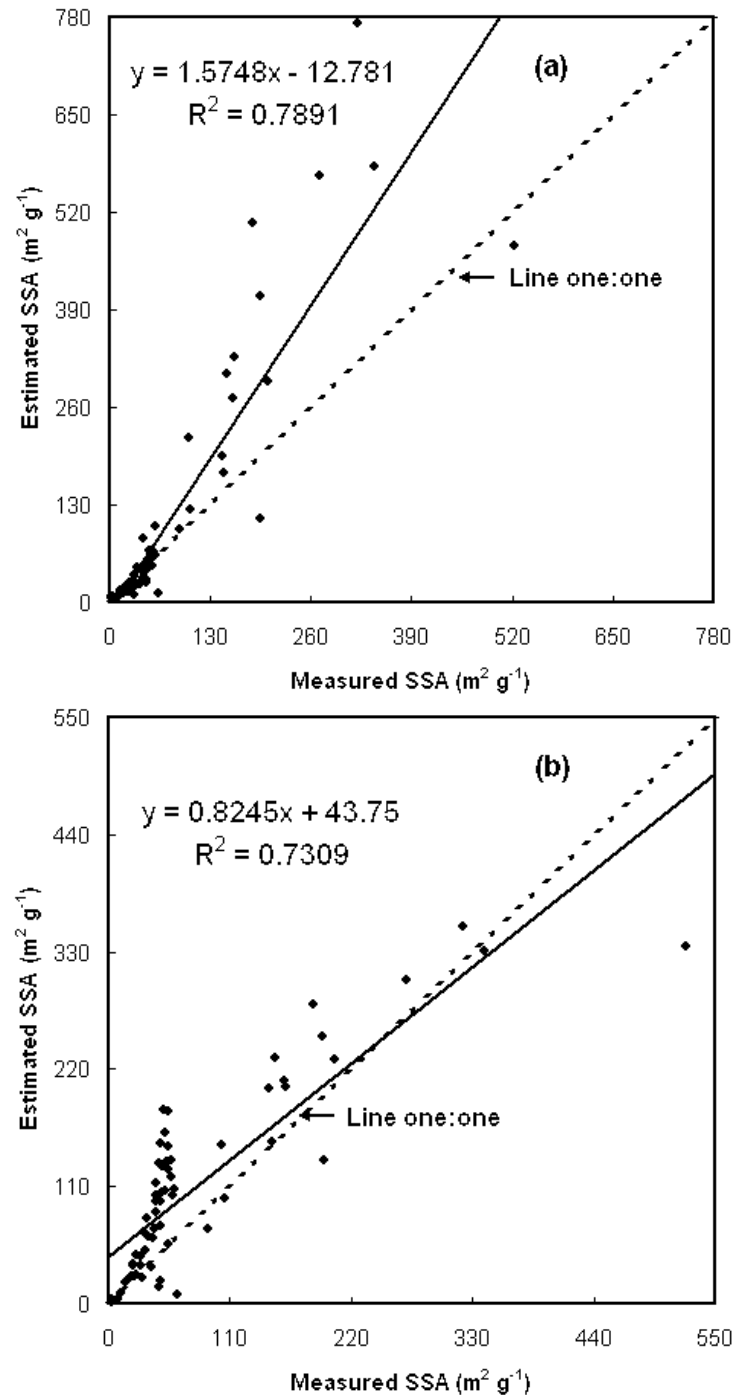 780
650
520
390
260
130
0
Estimated SSA (m² g⁻¹)
y = 1.5748x - 12.781
R² = 0.7891
(a)
Line one:one
0 130 260 390 520 650 780
Measured SSA (m² g⁻¹)
550
440
330
220
110
0
Estimated SSA (m² g⁻¹)
y = 0.8245x + 43.75
R² = 0.7309
(b)
Line one:one
0 110 220 330 440 550
Measured SSA (m² g⁻¹)